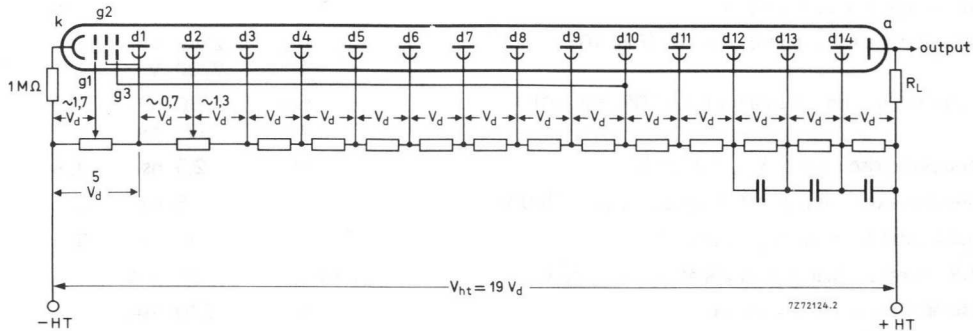 k g2 a
d1 d2 d3 d4 d5 d6 d7 d8 d9 d10 d11 d12 d13 d14 output
1MΩ g1 g3 R_L
~1,7 ~0,7 ~1,3
V_d V_d V_d V_d V_d V_d V_d V_d V_d V_d V_d V_d V_d V_d V_d
5
V_d
V_ht = 19 V_d
7Z72124.2
−HT + HT